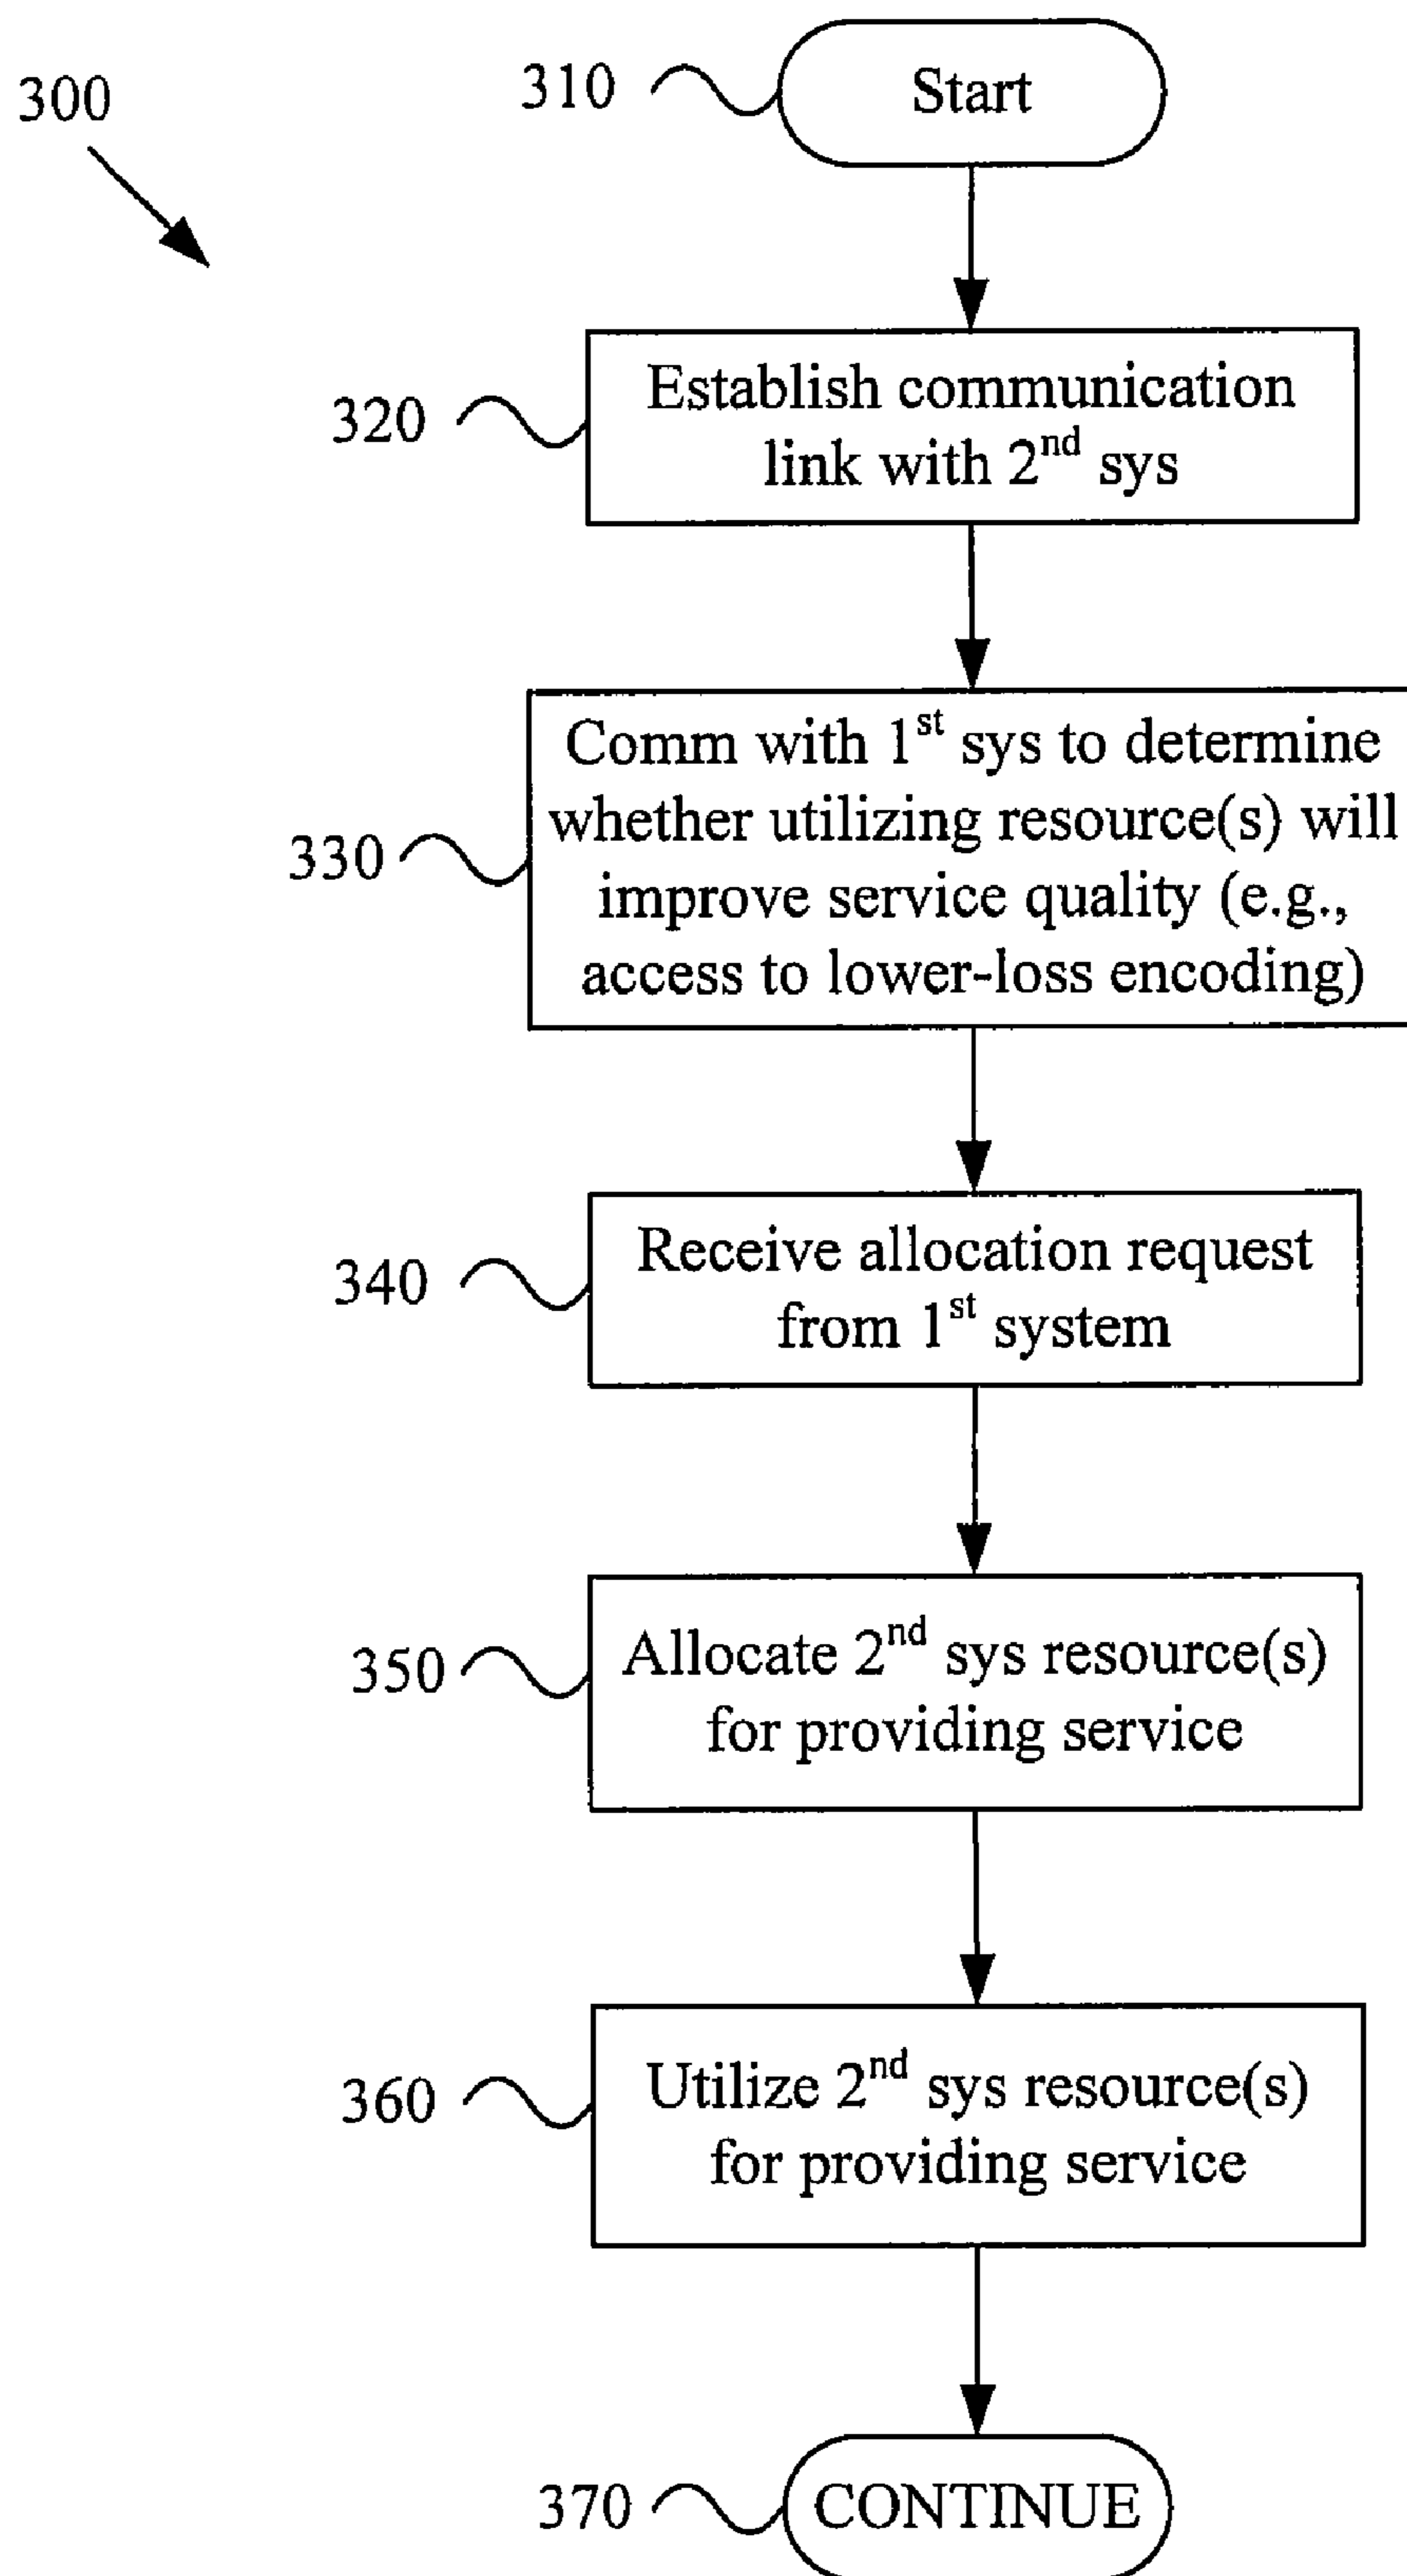 300
310
Start
320
Establish communication
link with 2nd sys
330
Comm with 1st sys to determine
whether utilizing resource(s) will
improve service quality (e.g.,
access to lower-loss encoding)
340
Receive allocation request
from 1st system
350
Allocate 2nd sys resource(s)
for providing service
360
Utilize 2nd sys resource(s)
for providing service
370
CONTINUE